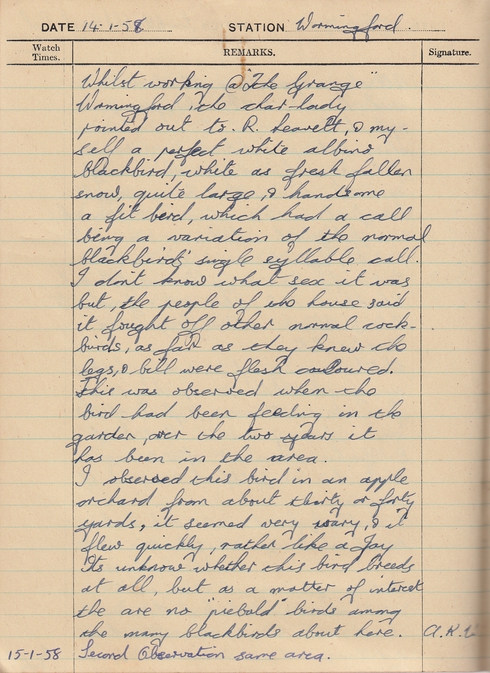 DATE 14-1-58 STATION Wormingford.
Watch Times. REMARKS. Signature.
Whilst working @ "The Grange"
Wormingford, the char-lady
pointed out to. R. heavett, & my-
self a perfect white albino
blackbird, white as fresh fallen
snow, quite large, & handsome
a fit bird, which had a call
being a variation of the normal
blackbirds single syllable call.
I don't know what sex it was
but, the people of the house said
it fought off other normal cock-
birds, as far as they knew the
legs, & bill were flesh coloured.
This was observed when the
bird had been feeding in the
garden, over the two years it
has been in the area.
I observed this bird in an apple
orchard from about thirty or forty
yards, it seemed very wary, & it
flew quickly, rather like a Jay
Its unknow whether this bird breeds
at all, but as a matter of interest
the are no "piebald" birds among
the many blackbirds about here.
15-1-58 Second Observation same area.